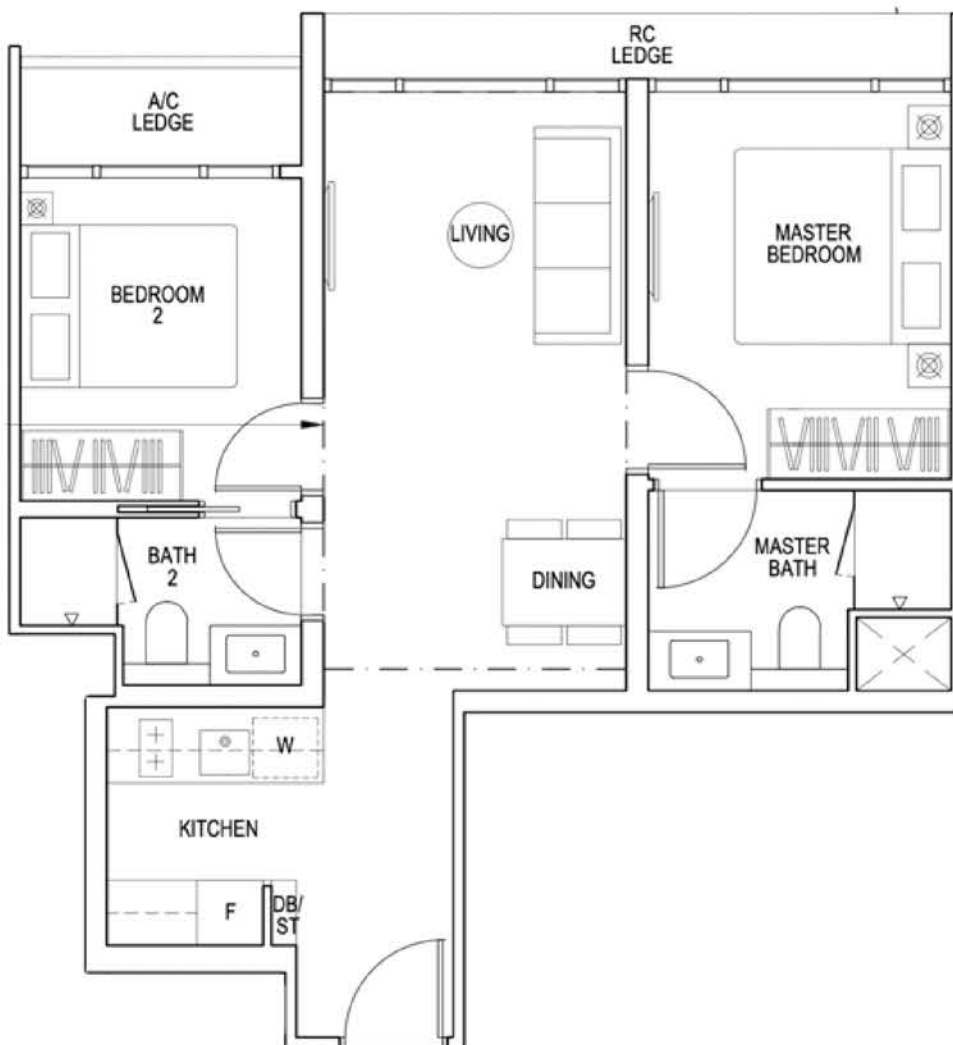 RC
LEDGE
A/C
LEDGE
LIVING
MASTER
BEDROOM
BEDROOM
2
BATH
2
DINING
MASTER
BATH
W
KITCHEN
F
DB/
ST